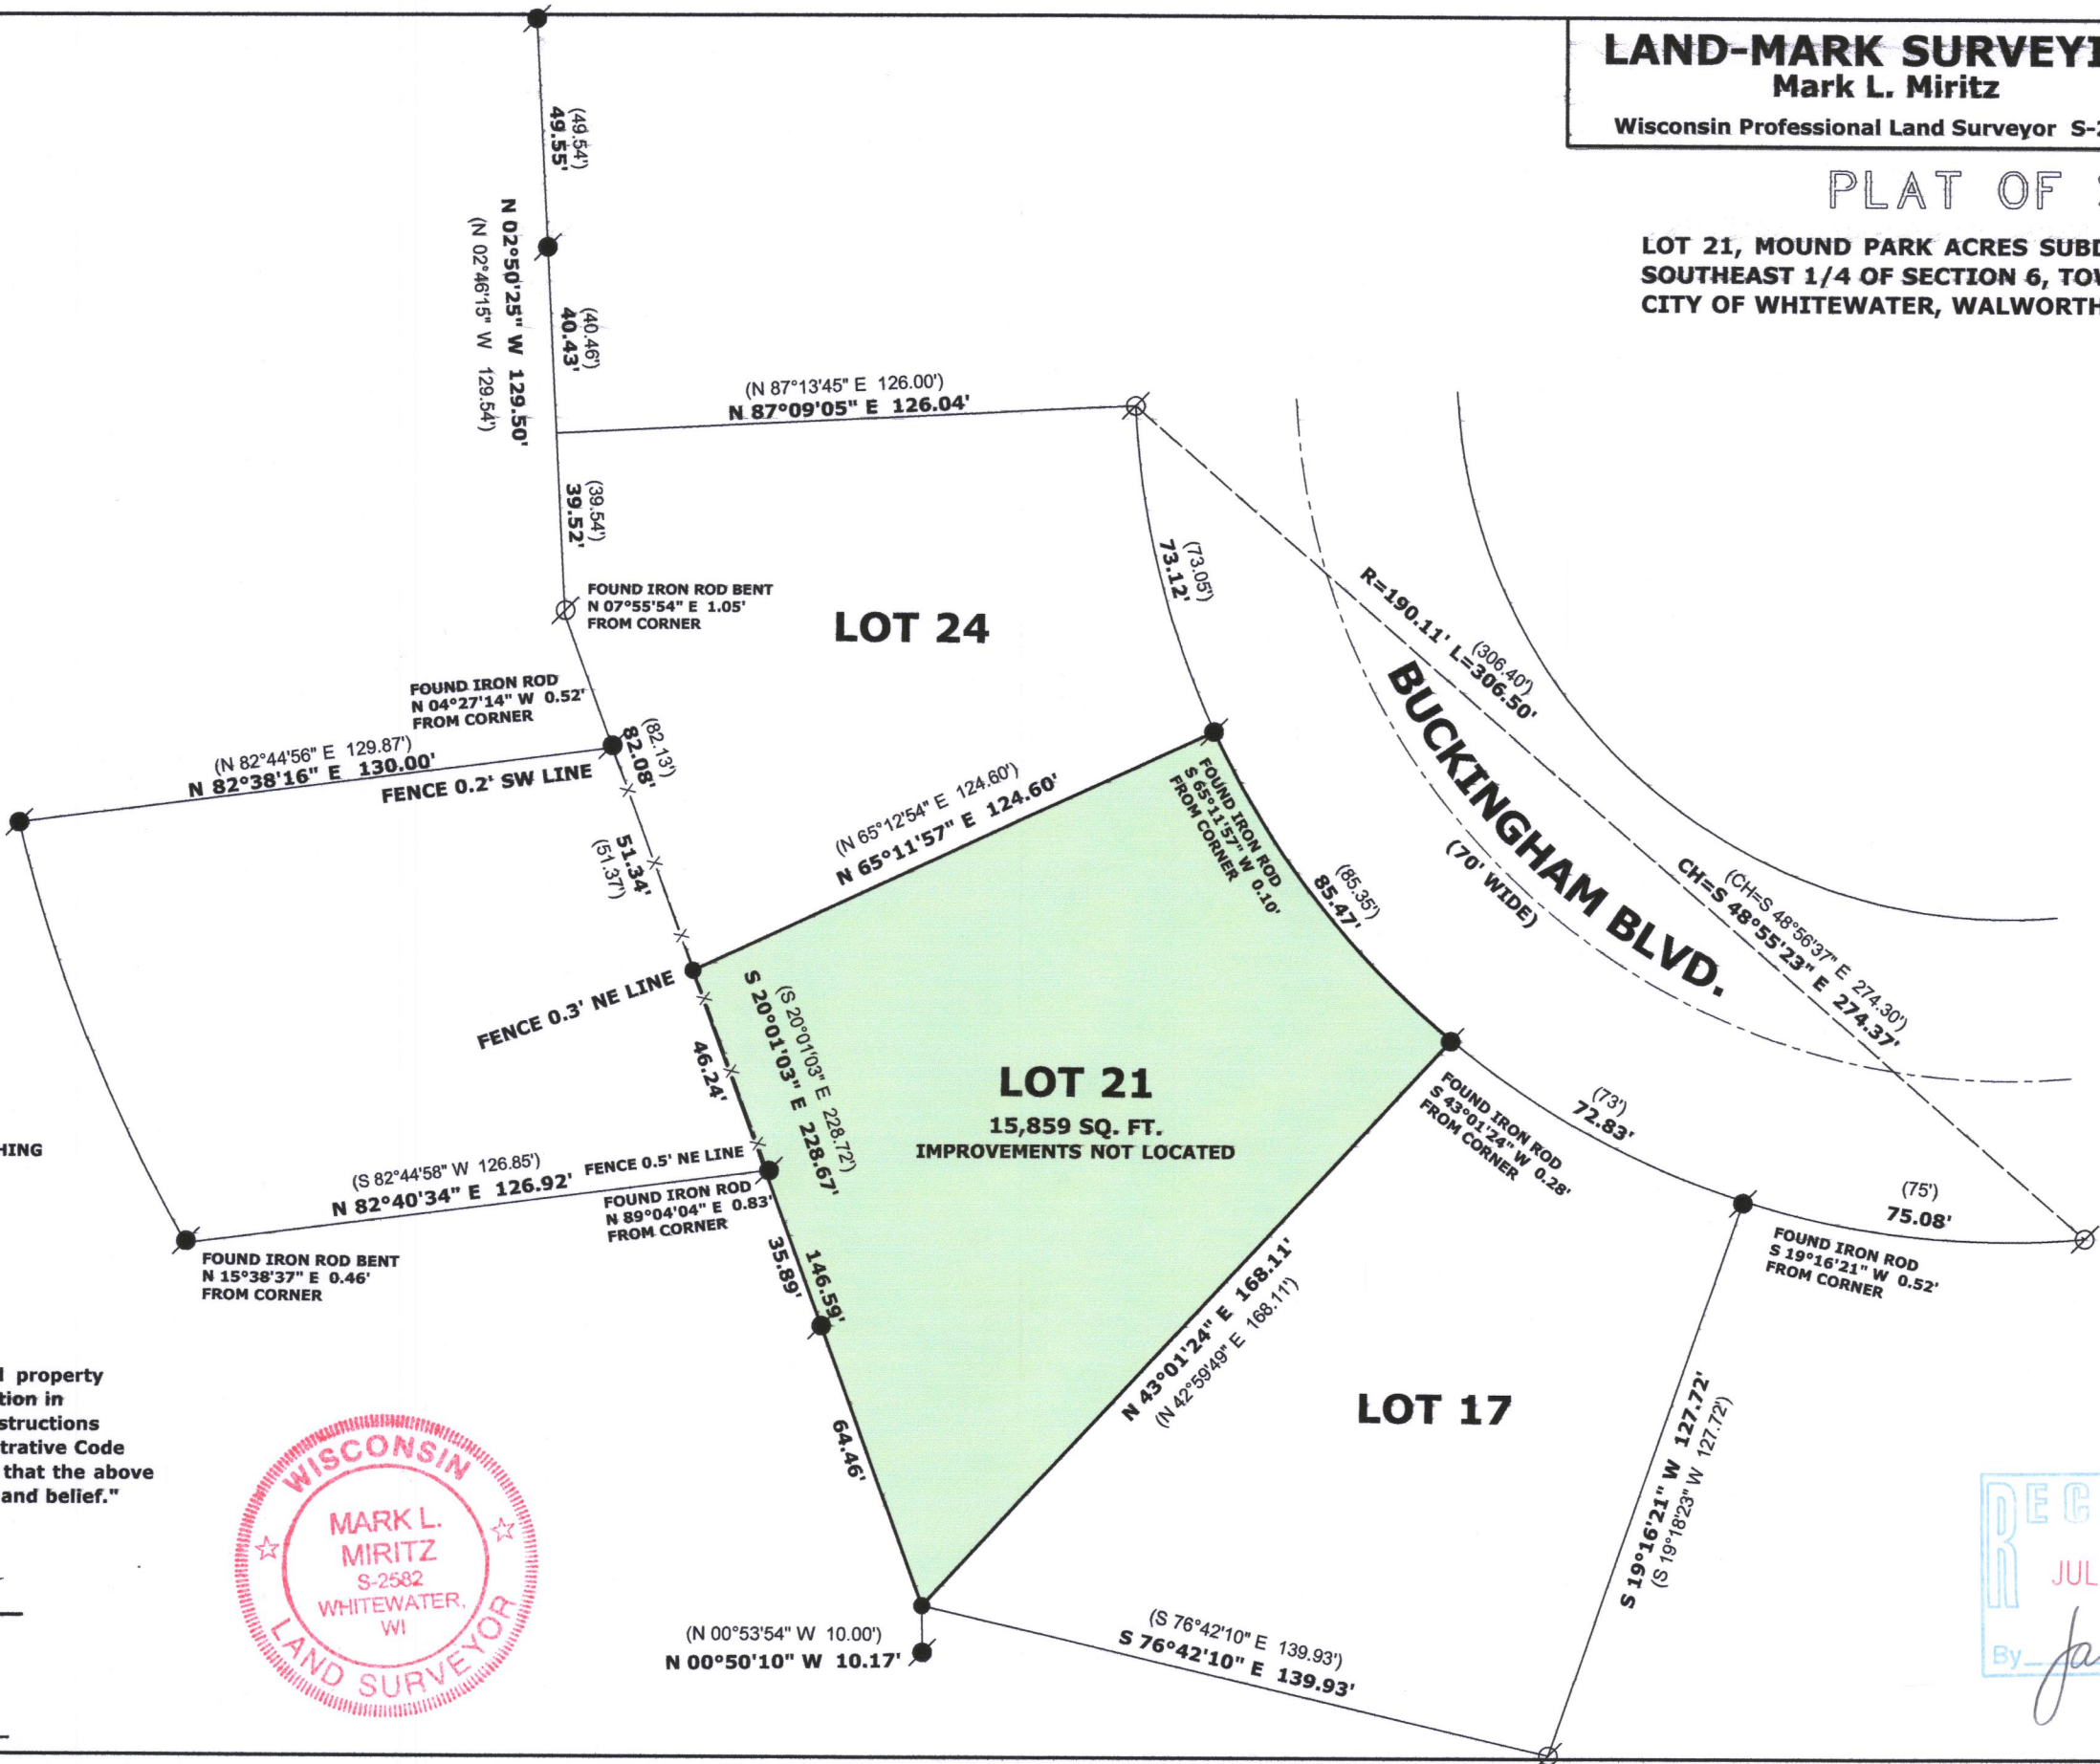 LAND-MARK SURVEYI
Mark L. Miritz
Wisconsin Professional Land Surveyor S-2
PLAT OF S
LOT 21, MOUND PARK ACRES SUBD
SOUTHEAST 1/4 OF SECTION 6, TOW
CITY OF WHITEWATER, WALWORTH
(49.54')
49.55'
N 02°50'25" W 129.50'
(N 02°46'15" W 129.54')
(40.46')
40.43'
(N 87°13'45" E 126.00')
N 87°09'05" E 126.04'
(39.54')
39.52'
(73.05')
73.12'
FOUND IRON ROD BENT
N 07°55'54" E 1.05'
FROM CORNER
LOT 24
R=190.11' L=306.50'
(306.40')
BUCKINGHAM BLVD.
(70' WIDE)
(CH=S 48°56'37" E 274.30')
CH=S 48°55'23" E 274.37'
FOUND IRON ROD
N 04°27'14" W 0.52'
FROM CORNER
(N 82°44'56" E 129.87')
N 82°38'16" E 130.00'
FENCE 0.2' SW LINE
(82.13')
82.08'
51.34'
(51.37')
(N 65°12'54" E 124.60')
N 65°11'57" E 124.60'
FOUND IRON ROD
S 65°11'57" W 0.10'
FROM CORNER
(85.35')
85.47'
FENCE 0.3' NE LINE
(S 20°01'03" E 228.72')
S 20°01'03" E 228.67'
46.24'
LOT 21
15,859 SQ. FT.
IMPROVEMENTS NOT LOCATED
FOUND IRON ROD
S 43°01'24" W 0.28'
FROM CORNER
(73')
72.83'
HING
(S 82°44'58" W 126.85')
N 82°40'34" E 126.92'
FENCE 0.5' NE LINE
FOUND IRON ROD
N 89°04'04" E 0.83'
FROM CORNER
(75')
75.08'
FOUND IRON ROD
S 19°16'21" W 0.52'
FROM CORNER
FOUND IRON ROD BENT
N 15°38'37" E 0.46'
FROM CORNER
35.89'
146.59'
N 43°01'24" E 168.11'
(N 42°59'49" E 168.11')
64.46'
LOT 17
S 19°16'21" W 127.72'
(S 19°18'23" W 127.72')
property
tion in
structions
trative Code
that the above
and belief."
WISCONSIN
MARK L.
MIRITZ
S-2582
WHITEWATER,
WI
LAND SURVEYOR
(N 00°53'54" W 10.00')
N 00°50'10" W 10.17'
(S 76°42'10" E 139.93')
S 76°42'10" E 139.93'
REC
JUL
By Ja